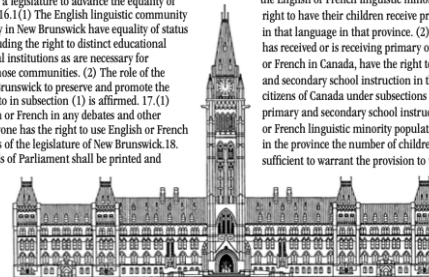 a legislature to advance the equality of
16.1(1) The English linguistic community
y in New Brunswick have equality of status
uding the right to distinct educational
al institutions as are necessary for
hose communities. (2) The role of the
runswick to preserve and promote the
to in subsection (1) is affirmed. 17.(1)
h or French in any debates and other
yone has the right to use English or French
s of the legislature of New Brunswick.18.
s of Parliament shall be printed and
the English or French linguistic minor
right to have their children receive pr
in that language in that province. (2)
has received or is receiving primary o
or French in Canada, have the right to
and secondary school instruction in th
citizens of Canada under subsections
primary and secondary school instruc
or French linguistic minority populat
in the province the number of childre
sufficient to warrant the provision to